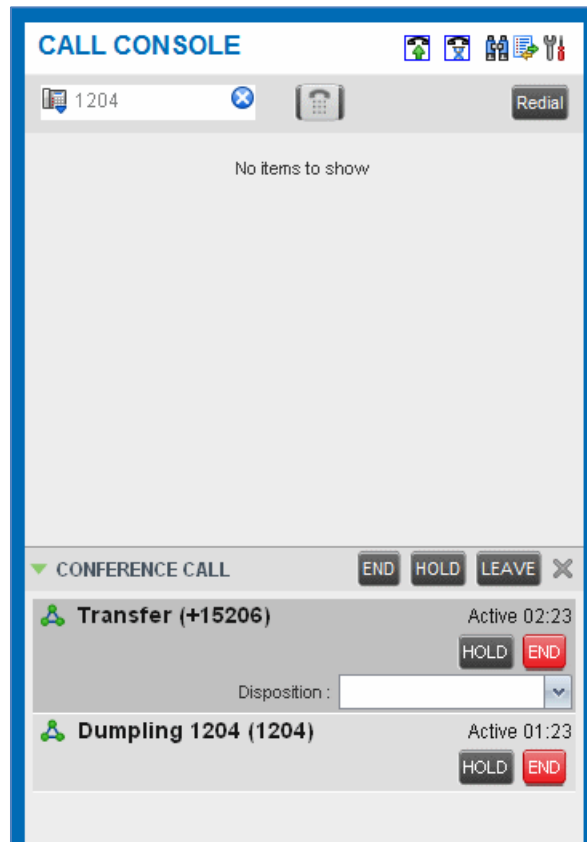 CALL CONSOLE
1204
Redial
No items to show
CONFERENCE CALL END HOLD LEAVE
Transfer (+15206) Active 02:23
HOLD END
Disposition :
Dumpling 1204 (1204) Active 01:23
HOLD END